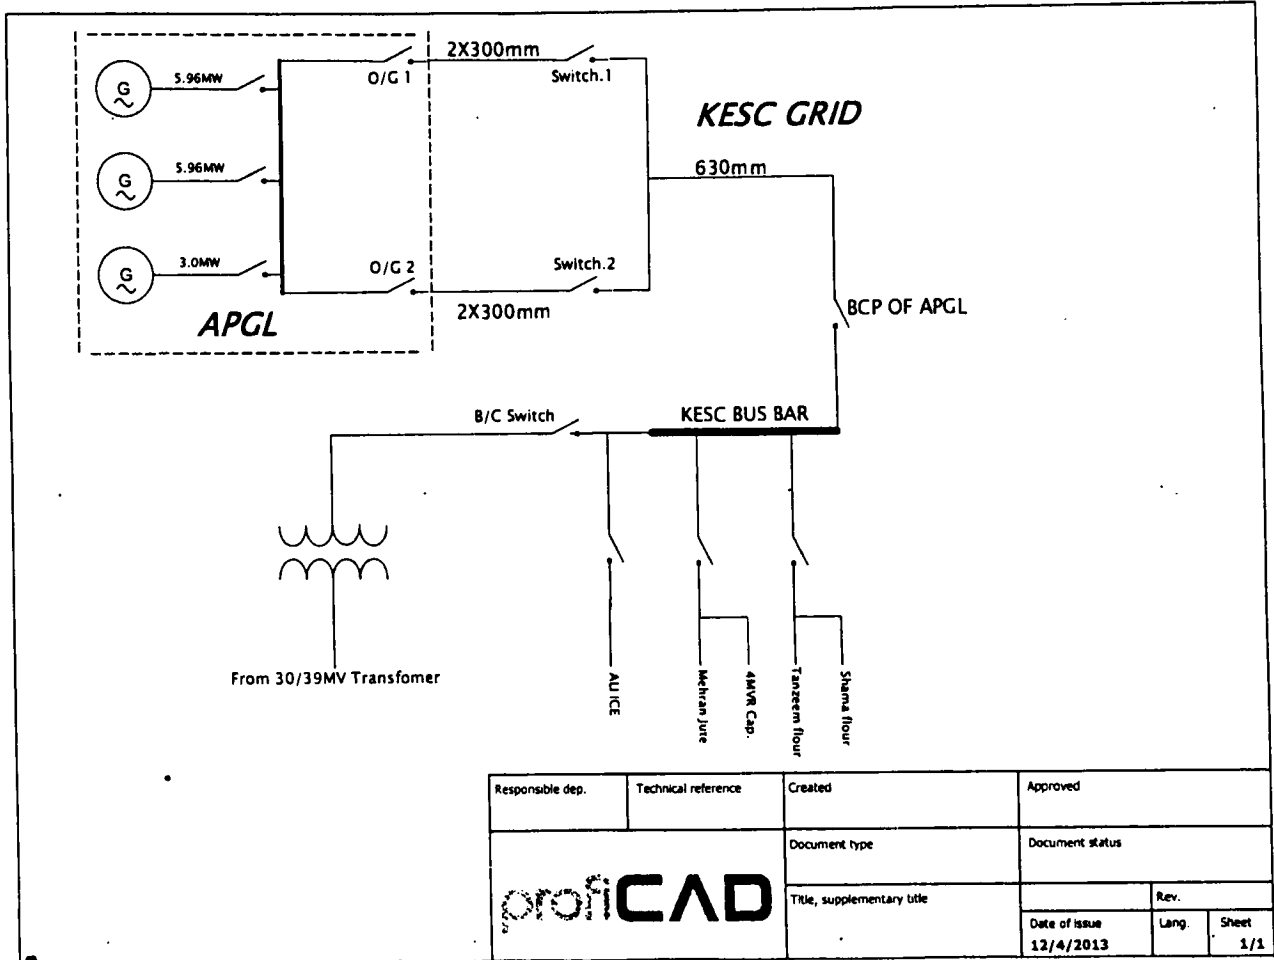 2X300mm
O/G 1
Switch.1
G
5.96MW
KESC GRID
G
5.96MW
630mm
G
3.0MW
O/G 2
Switch.2
APGL
2X300mm
BCP OF APGL
B/C Switch
KESC BUS BAR
From 30/39MV Transfomer
ALI ICE
Mehran Jute
4MVR Cap.
Tanzeem flour
Shama flour
Responsible dep.
Technical reference
Created
Approved
Document type
Document status
profiCAD
Title, supplementary title
Rev.
Date of issue
12/4/2013
Lang.
Sheet
1/1